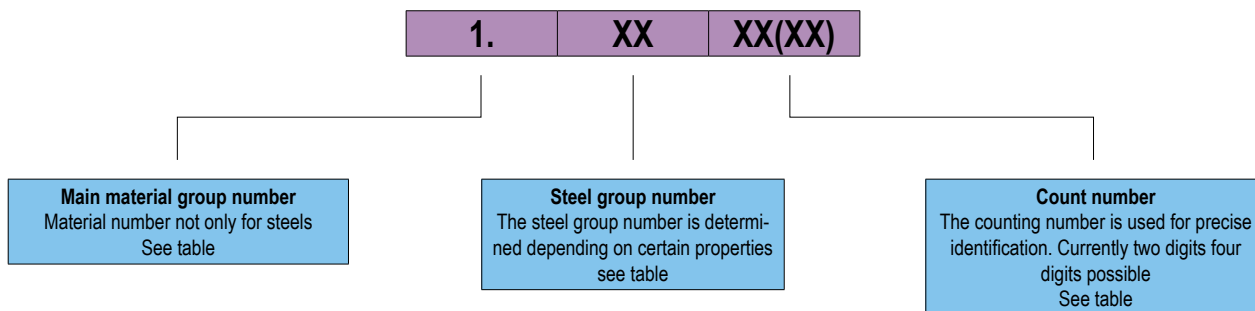 1. XX XX(XX)
Main material group number
Material number not only for steels
See table
Steel group number
The steel group number is determi-
ned depending on certain properties
see table
Count number
The counting number is used for precise
identification. Currently two digits four
digits possible
See table